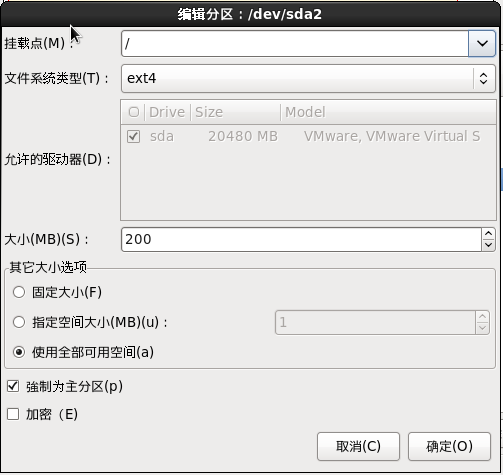 编辑分区：/dev/sda2
挂载点(M)：
/
文件系统类型(T)：
ext4
允许的驱动器(D)：
Drive Size Model
sda 20480 MB VMware, VMware Virtual S
大小(MB)(S)：
200
其它大小选项
固定大小(F)
指定空间大小(MB)(u)：
1
使用全部可用空间(a)
強制为主分区(p)
加密（E)
取消(C) 确定(O)